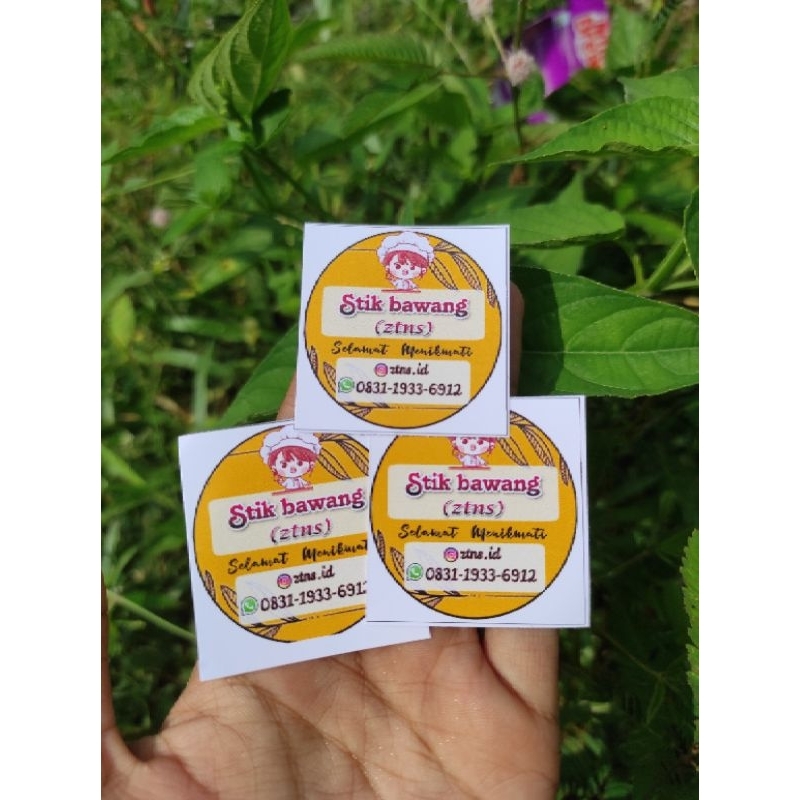 Stik bawang
(ztns)
Selamat Menikmati
ztns.id
0831-1933-6912
Stik bawang
(ztns)
Selamat Menikmati
ztns.id
0831-1933-691
Stik bawang
(ztns)
Selamat Menikmati
ztns.id
0831-1933-6912